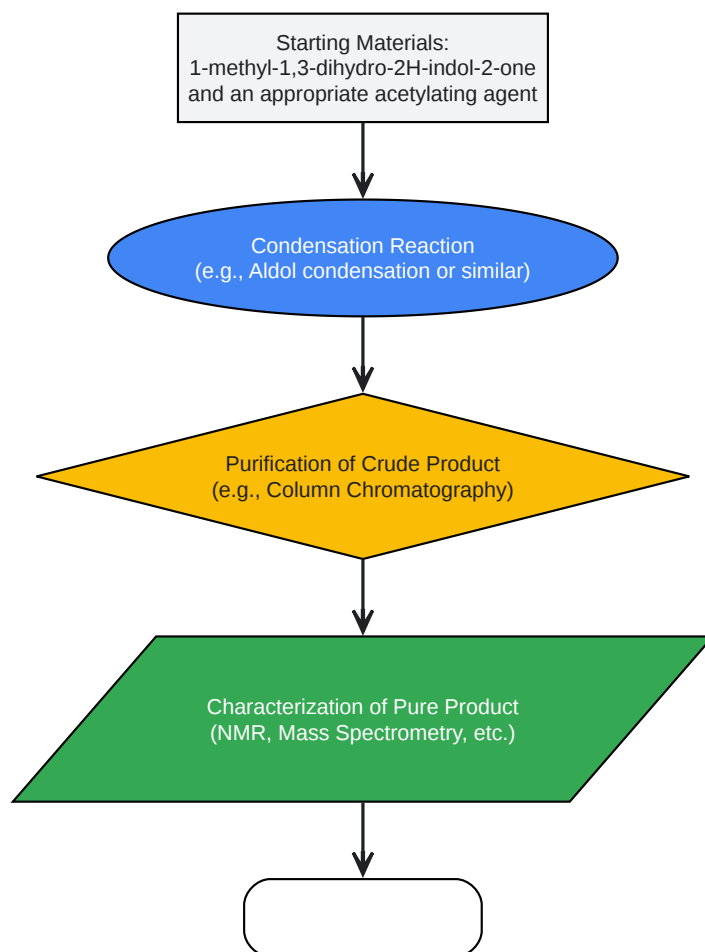 Starting Materials:
1-methyl-1,3-dihydro-2H-indol-2-one
and an appropriate acetylating agent
Condensation Reaction
(e.g., Aldol condensation or similar)
Purification of Crude Product
(e.g., Column Chromatography)
Characterization of Pure Product
(NMR, Mass Spectrometry, etc.)